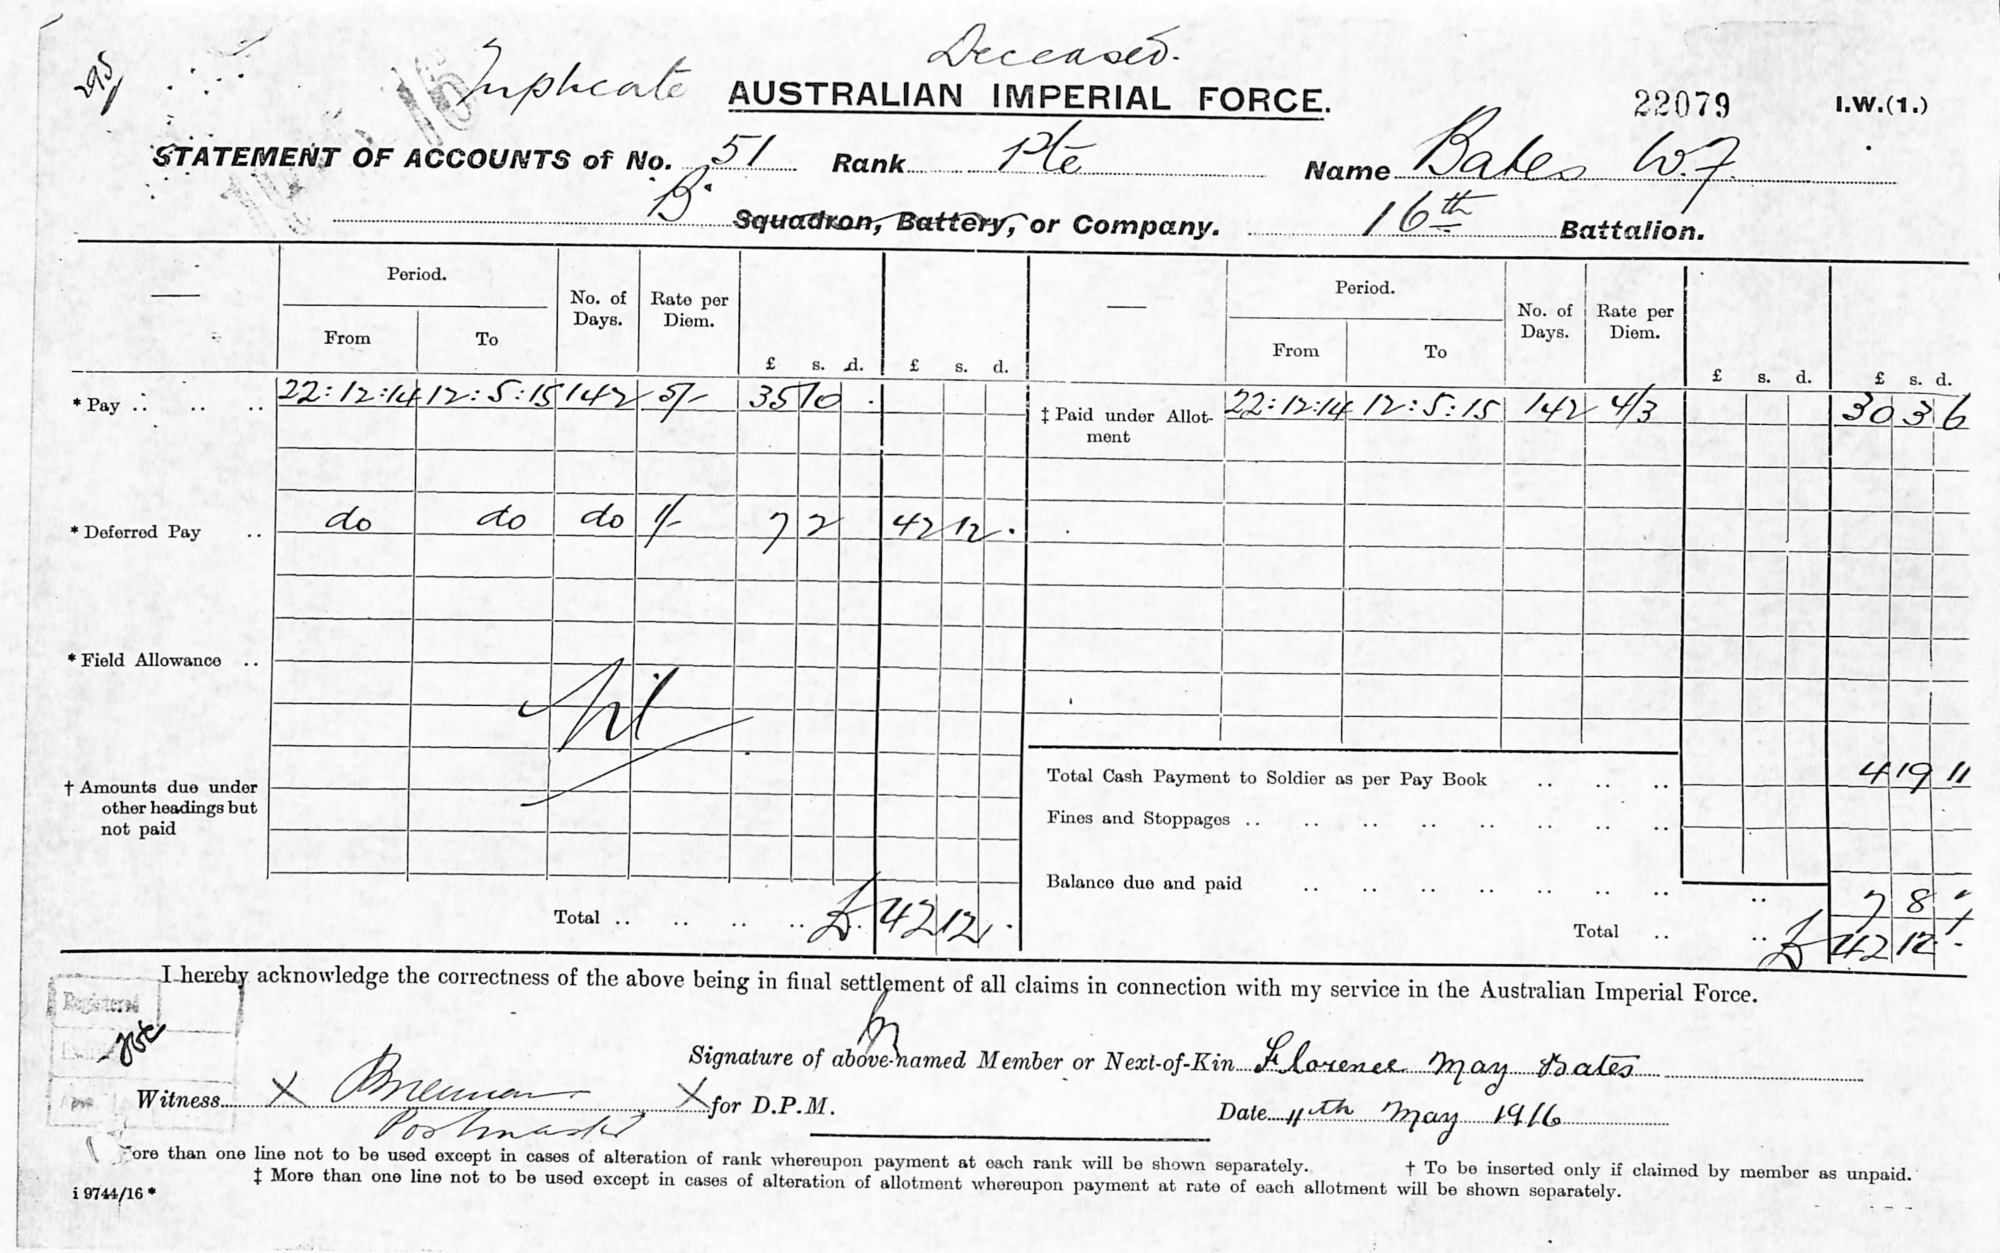 Deceased.
295
Triplicate AUSTRALIAN IMPERIAL FORCE. 22079 I.W.(1.)
STATEMENT OF ACCOUNTS of No. 51 Rank Pte Name Bates W.F.
B. Squadron, Battery, or Company. 16th Battalion.
Period. No. of Days. Rate per Diem. Period. No. of Days. Rate per Diem.
From To £ s. d. £ s. d. From To £ s. d. £ s. d.
* Pay .. .. .. 22:12:14 12:5:15 142 5/- 35 10 . ‡ Paid under Allotment 22:12:14 12:5:15 142 4/3 30 3 6
* Deferred Pay .. do do do 1/- 7 2 42 12 .
* Field Allowance ..
Nil
† Amounts due under other headings but not paid
Total Cash Payment to Soldier as per Pay Book .. .. .. 4 19 11
Fines and Stoppages .. .. .. .. .. .. .. ..
Balance due and paid .. .. .. .. .. .. .. .. 7 8
Total .. .. .. .. £ 42 12 . Total .. .. £ 42 12 -
I hereby acknowledge the correctness of the above being in final settlement of all claims in connection with my service in the Australian Imperial Force.
Registered
Signature of above-named Member or Next-of-Kin Florence May Bates
Witness X X for D.P.M. Date 11th May 1916
Postmaster
ore than one line not to be used except in cases of alteration of rank whereupon payment at each rank will be shown separately. † To be inserted only if claimed by member as unpaid.
‡ More than one line not to be used except in cases of alteration of allotment whereupon payment at rate of each allotment will be shown separately.
i 9744/16 *